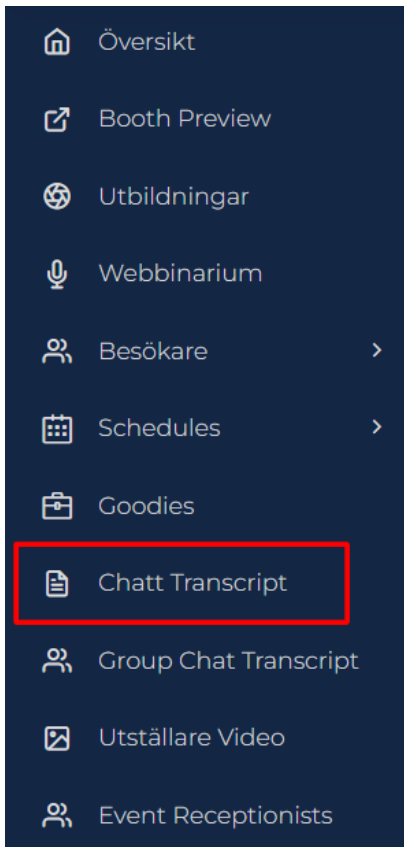 Översikt
Booth Preview
Utbildningar
Webbinarium
Besökare
Schedules
Goodies
Chatt Transcript
Group Chat Transcript
Utställare Video
Event Receptionists